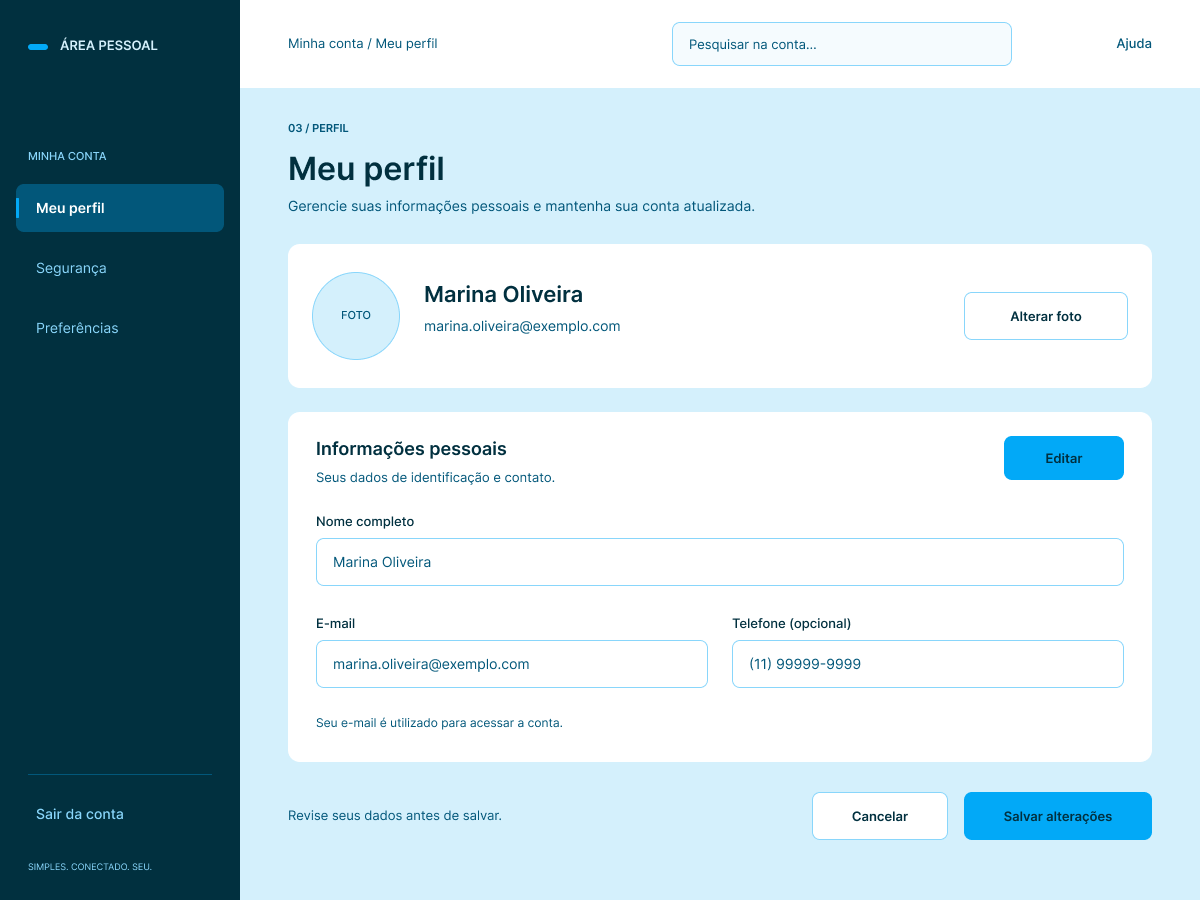 ÁREA PESSOAL
MINHA CONTA
Meu perfil
Segurança
Preferências
Sair da conta
SIMPLES. CONECTADO. SEU.
Minha conta / Meu perfil
Pesquisar na conta...
Ajuda
03 / PERFIL
Meu perfil
Gerencie suas informações pessoais e mantenha sua conta atualizada.
FOTO
Marina Oliveira
marina.oliveira@exemplo.com
Alterar foto
Informações pessoais
Seus dados de identificação e contato.
Editar
Nome completo
Marina Oliveira
E-mail
marina.oliveira@exemplo.com
Telefone (opcional)
(11) 99999-9999
Seu e-mail é utilizado para acessar a conta.
Revise seus dados antes de salvar.
Cancelar
Salvar alterações